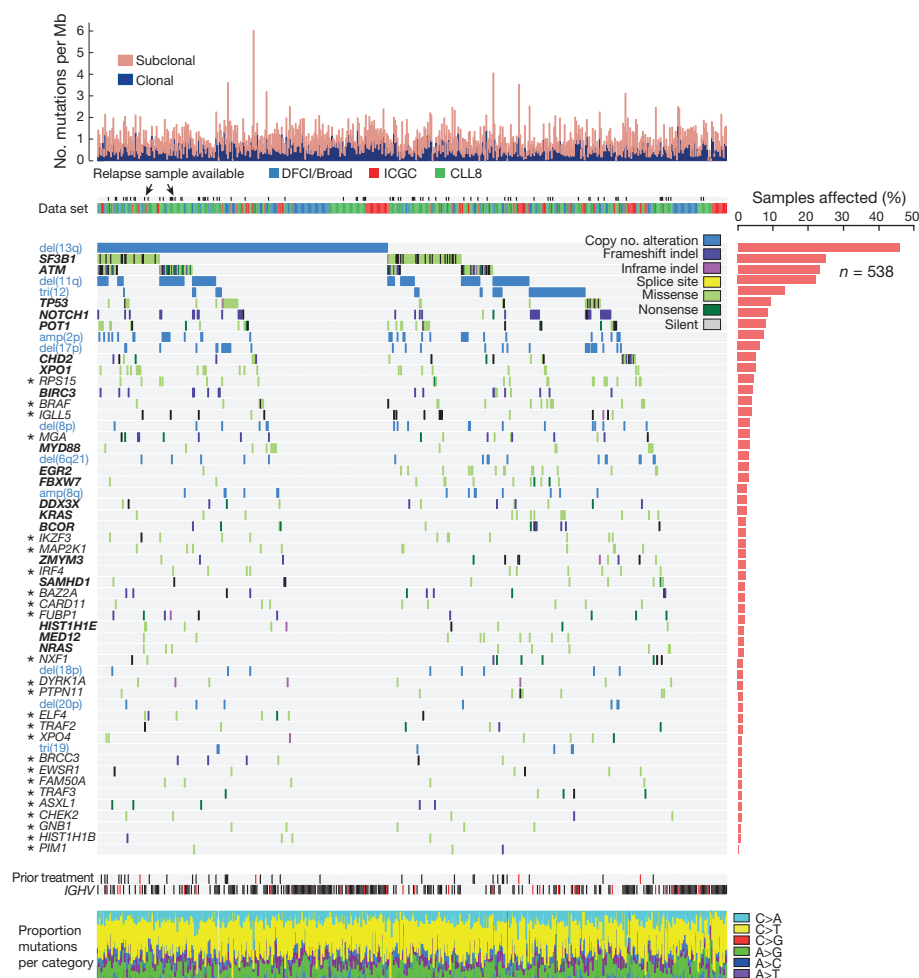 No. mutations per Mb
6
5
4
3
2
1
0
Subclonal
Clonal
Relapse sample available
DFCI/Broad
ICGC
CLL8
Data set
Samples affected (%)
0 10 20 30 40 50
n = 538
Copy no. alteration
Frameshift indel
Inframe indel
Splice site
Missense
Nonsense
Silent
del(13q)
SF3B1
ATM
del(11q)
tri(12)
TP53
NOTCH1
POT1
amp(2p)
del(17p)
CHD2
XPO1
* RPS15
BIRC3
* BRAF
* IGLL5
del(8p)
* MGA
MYD88
del(6q21)
EGR2
FBXW7
amp(8q)
DDX3X
KRAS
BCOR
* IKZF3
* MAP2K1
ZMYM3
* IRF4
SAMHD1
* BAZ2A
* CARD11
* FUBP1
HIST1H1E
MED12
NRAS
* NXF1
del(18p)
* DYRK1A
* PTPN11
del(20p)
* ELF4
* TRAF2
* XPO4
tri(19)
* BRCC3
* EWSR1
* FAM50A
* TRAF3
* ASXL1
* CHEK2
* GNB1
* HIST1H1B
* PIM1
Prior treatment
IGHV
Proportion
mutations
per category
C>A
C>T
C>G
A>G
A>C
A>T